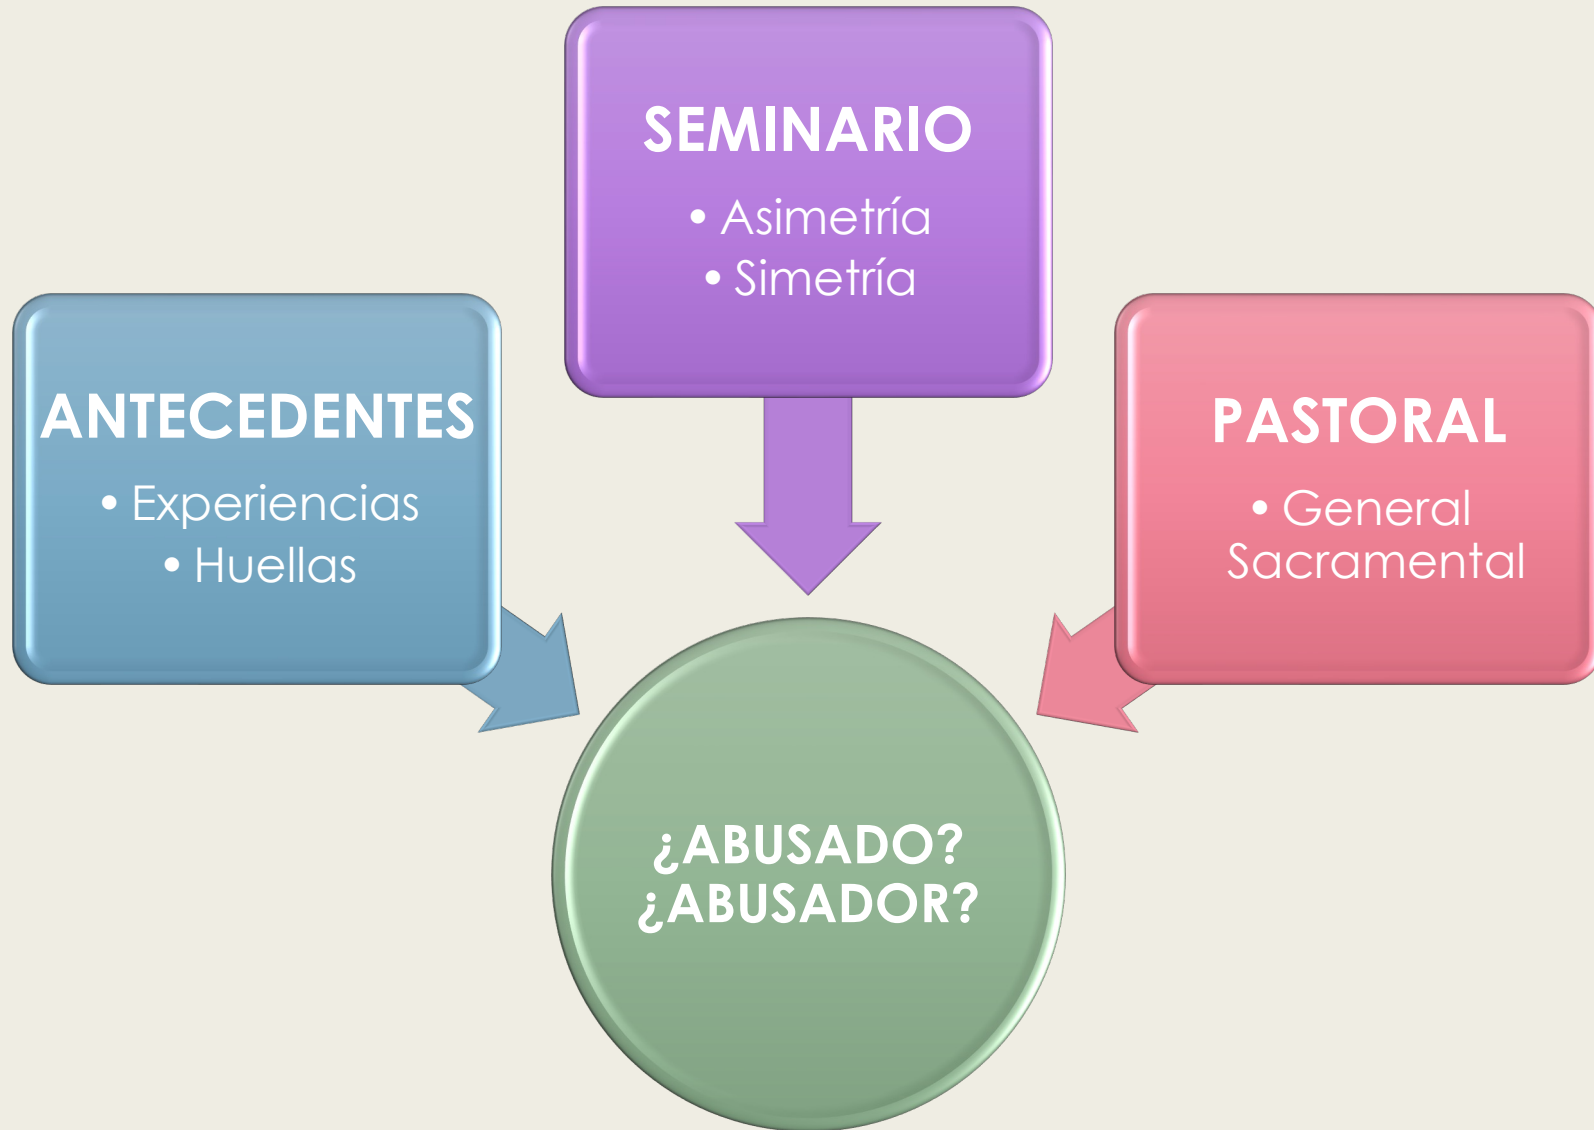 SEMINARIO
• Asimetría
• Simetría
ANTECEDENTES
• Experiencias
• Huellas
PASTORAL
• General
Sacramental
¿ABUSADO?
¿ABUSADOR?